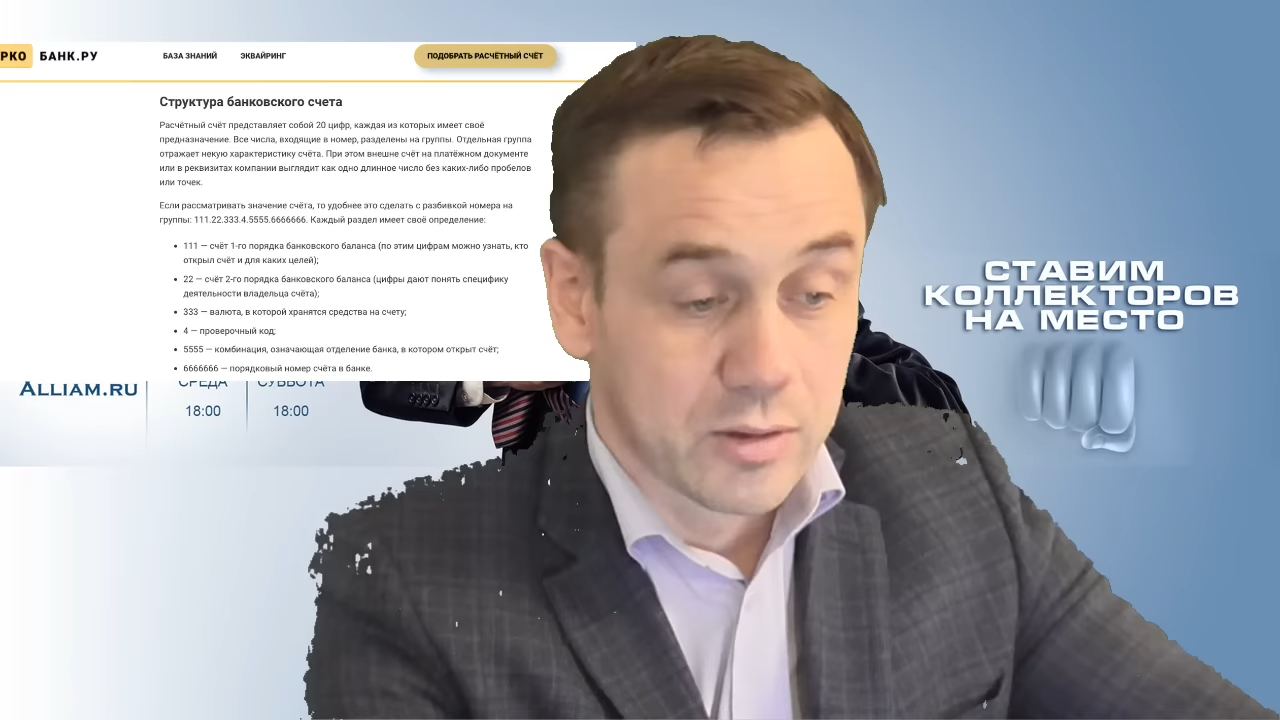 РКО БАНК.РУ
БАЗА ЗНАНИЙ
ЭКВАЙРИНГ
ПОДОБРАТЬ РАСЧЁТНЫЙ СЧЁТ
Структура банковского счета
Расчётный счёт представляет собой 20 цифр, каждая из которых имеет своё
предназначение. Все числа, входящие в номер, разделены на группы. Отдельная группа
отражает некую характеристику счёта. При этом внешне счёт на платёжном документе
или в реквизитах компании выглядит как одно длинное число без каких-либо пробелов
или точек.
Если рассматривать значение счёта, то удобнее это сделать с разбивкой номера на
группы: 111.22.333.4.5555.6666666. Каждый раздел имеет своё определение:
• 111 — счёт 1-го порядка банковского баланса (по этим цифрам можно узнать, кто
открыл счёт и для каких целей);
• 22 — счёт 2-го порядка банковского баланса (цифры дают понять специфику
деятельности владельца счёта);
• 333 — валюта, в которой хранятся средства на счету;
• 4 — проверочный код;
• 5555 — комбинация, означающая отделение банка, в котором открыт счёт;
• 6666666 — порядковый номер счёта в банке.
ALLIAM.RU
СРЕДА
18:00
СУББОТА
18:00
СТАВИМ
КОЛЛЕКТОРОВ
НА МЕСТО